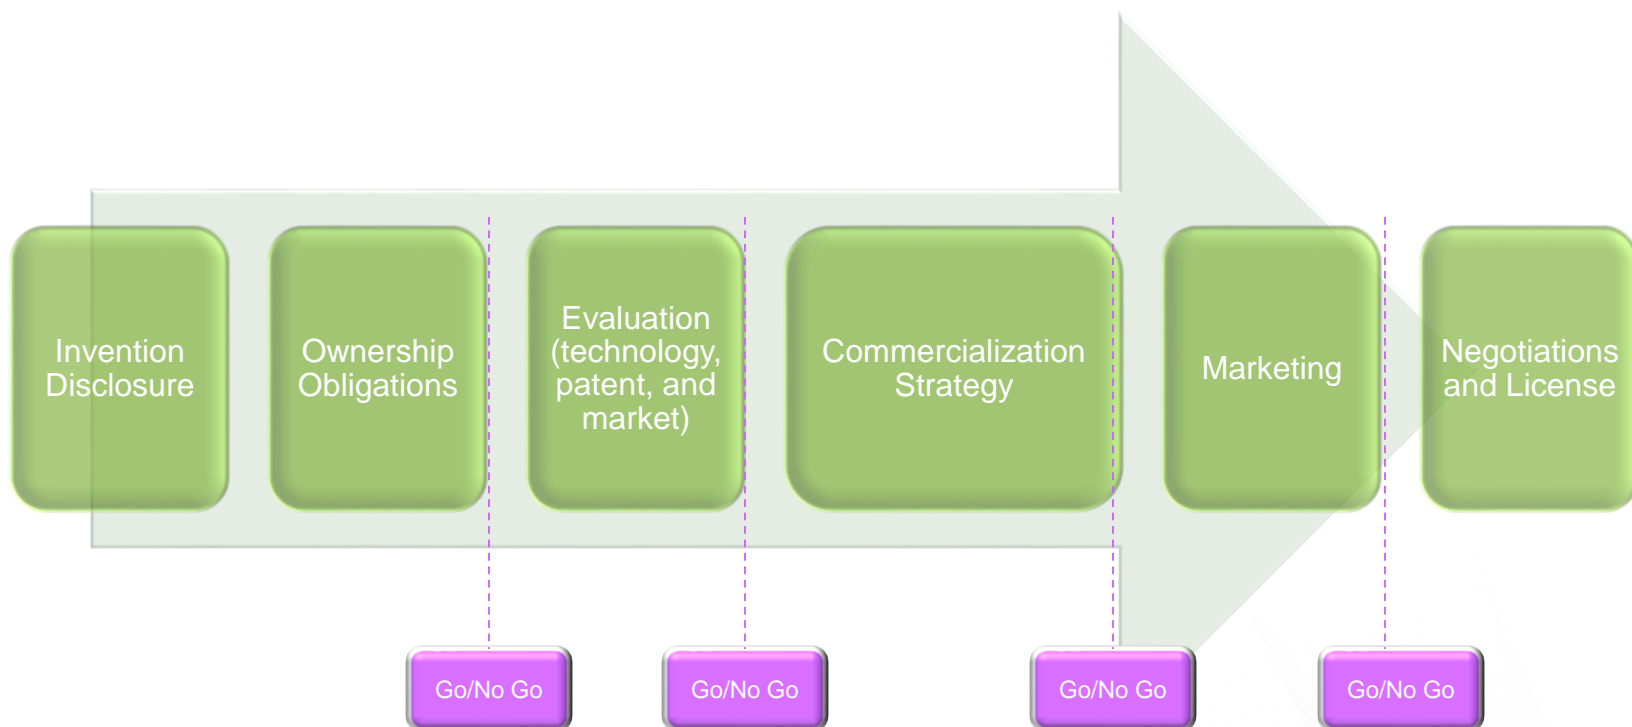 Invention
Disclosure
Ownership
Obligations
Evaluation
(technology,
patent, and
market)
Commercialization
Strategy
Marketing
Negotiations
and License
Go/No Go
Go/No Go
Go/No Go
Go/No Go